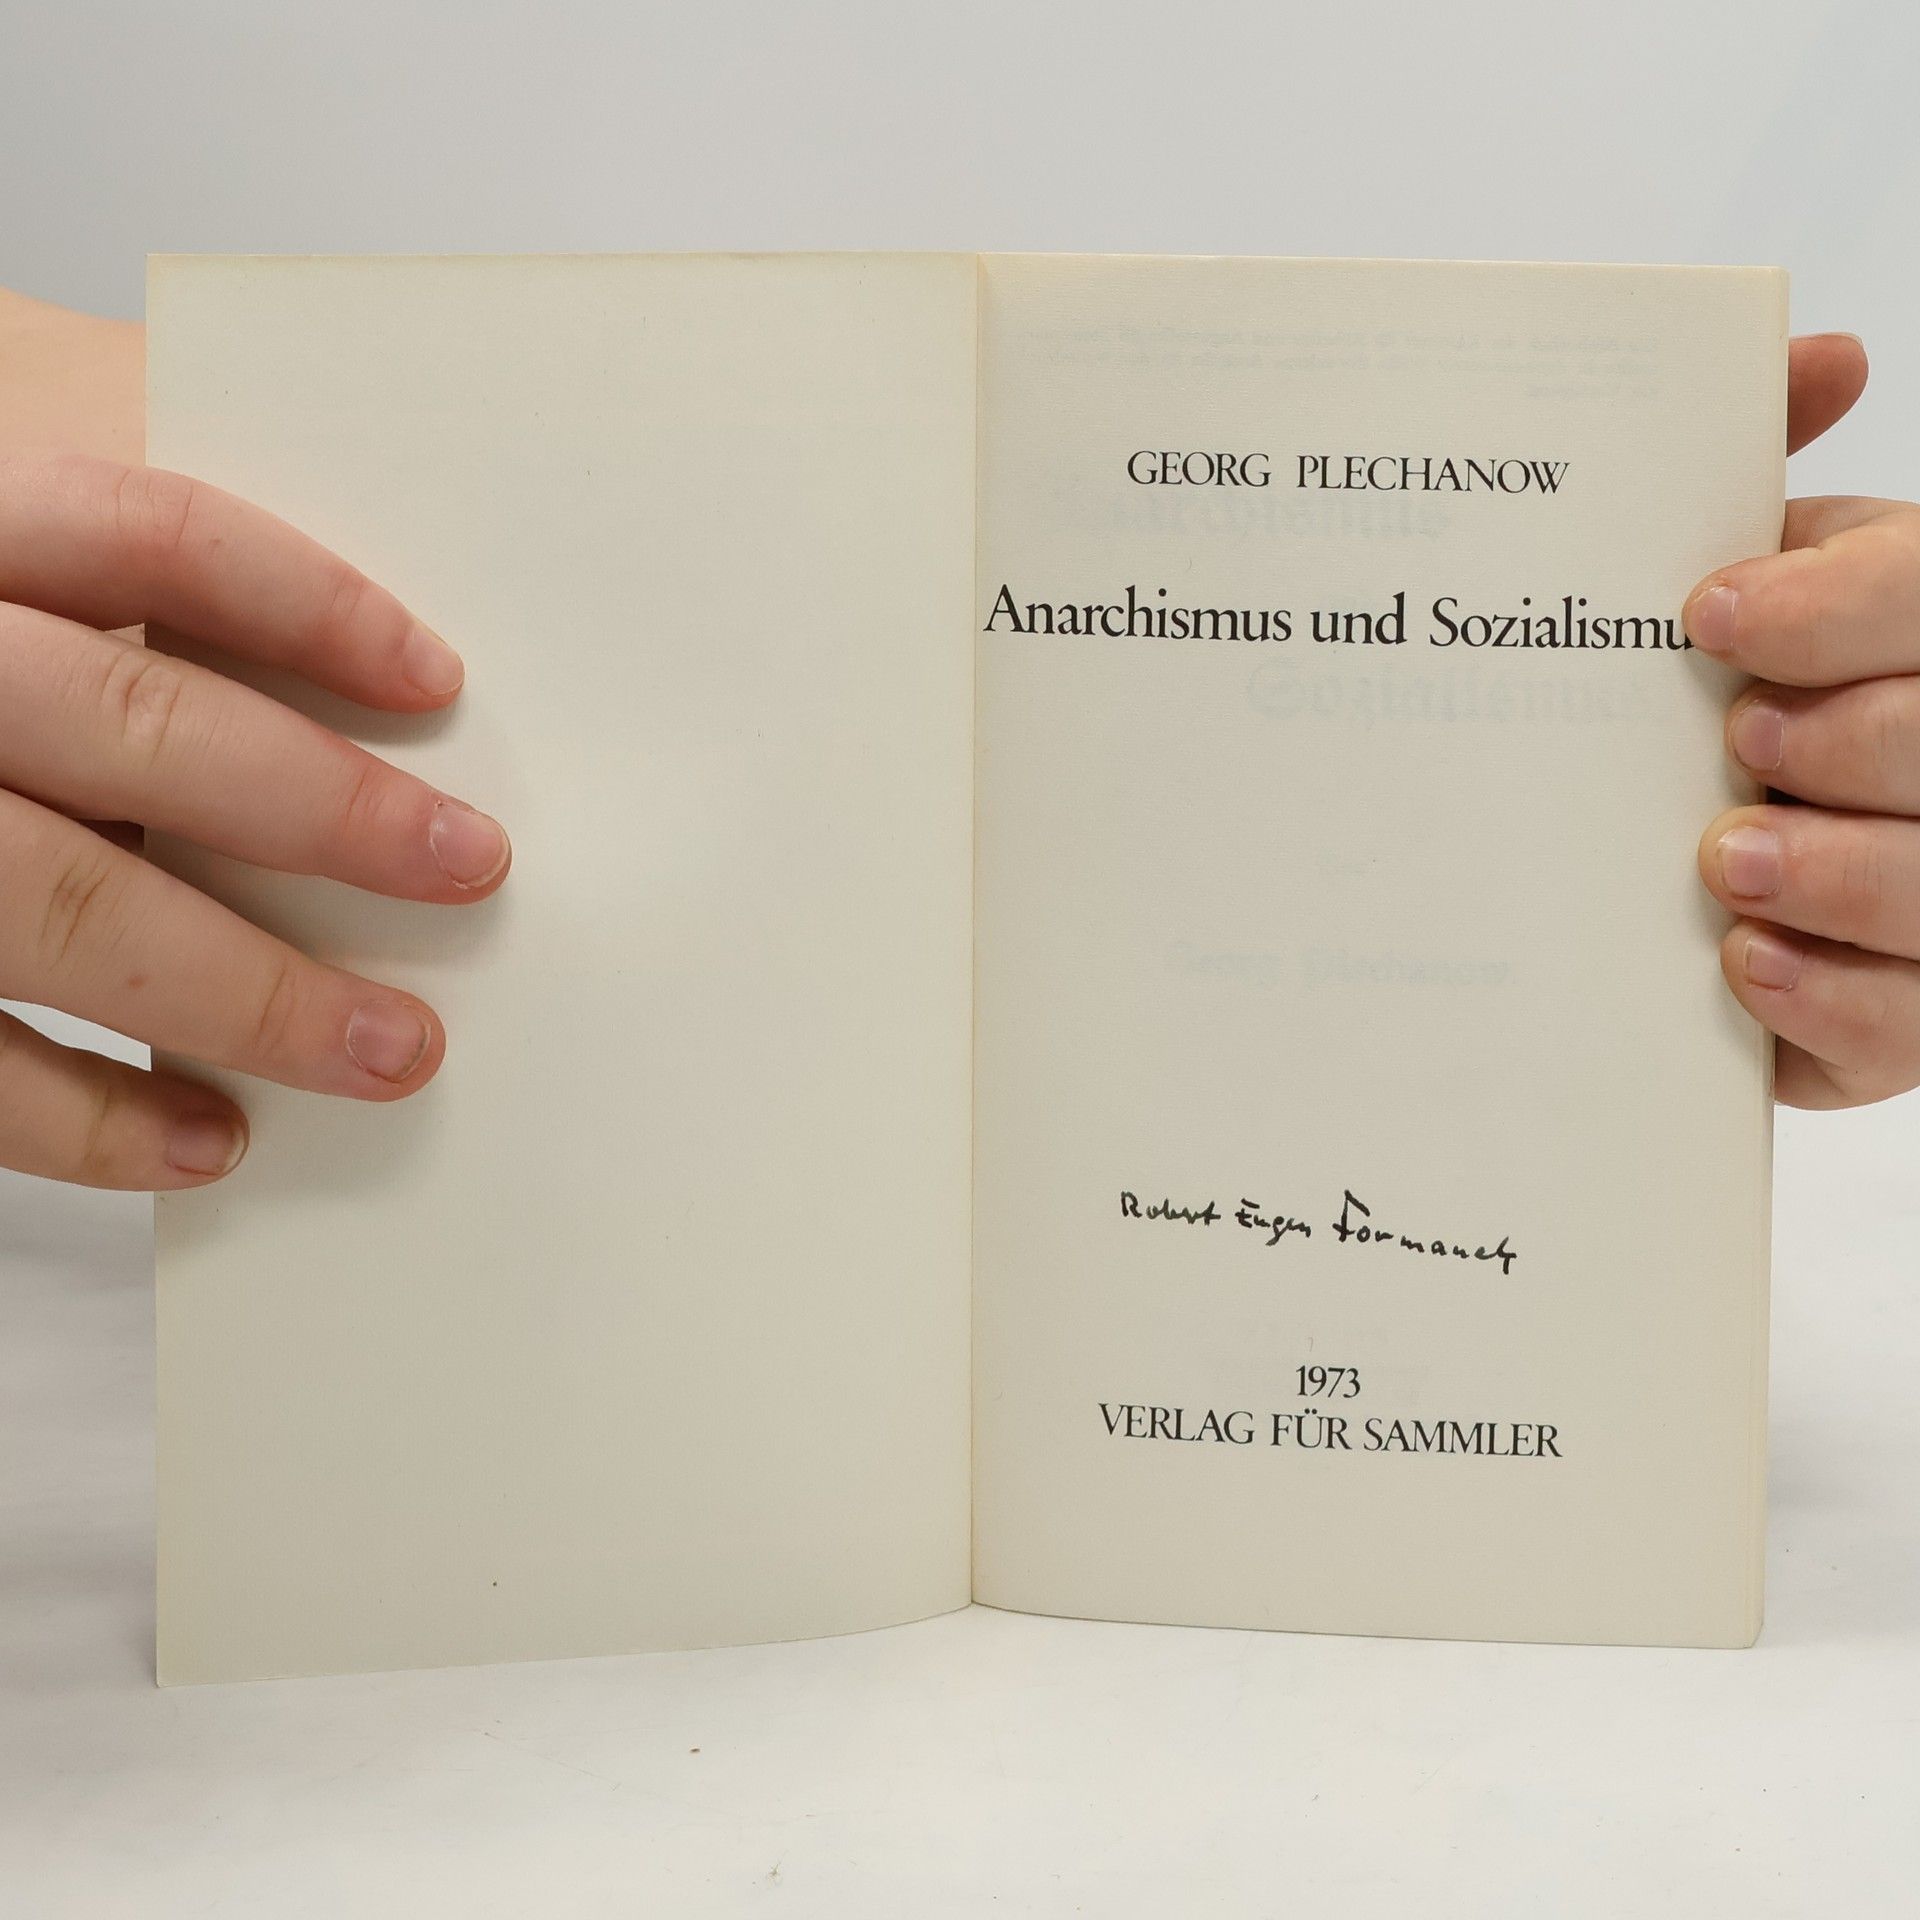 GEORG PLECHANOW
Anarchismus und Sozialismu
Robert Eugen Formanek
1973
VERLAG FÜR SAMMLER